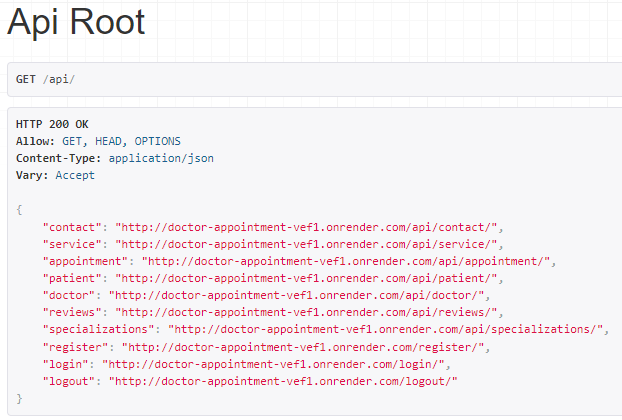 Api Root
GET /api/
HTTP 200 OK
Allow: GET, HEAD, OPTIONS
Content-Type: application/json
Vary: Accept
{
    "contact": "http://doctor-appointment-vef1.onrender.com/api/contact/",
    "service": "http://doctor-appointment-vef1.onrender.com/api/service/",
    "appointment": "http://doctor-appointment-vef1.onrender.com/api/appointment/",
    "patient": "http://doctor-appointment-vef1.onrender.com/api/patient/",
    "doctor": "http://doctor-appointment-vef1.onrender.com/api/doctor/",
    "reviews": "http://doctor-appointment-vef1.onrender.com/api/reviews/",
    "specializations": "http://doctor-appointment-vef1.onrender.com/api/specializations/",
    "register": "http://doctor-appointment-vef1.onrender.com/register/",
    "login": "http://doctor-appointment-vef1.onrender.com/login/",
    "logout": "http://doctor-appointment-vef1.onrender.com/logout/"
}